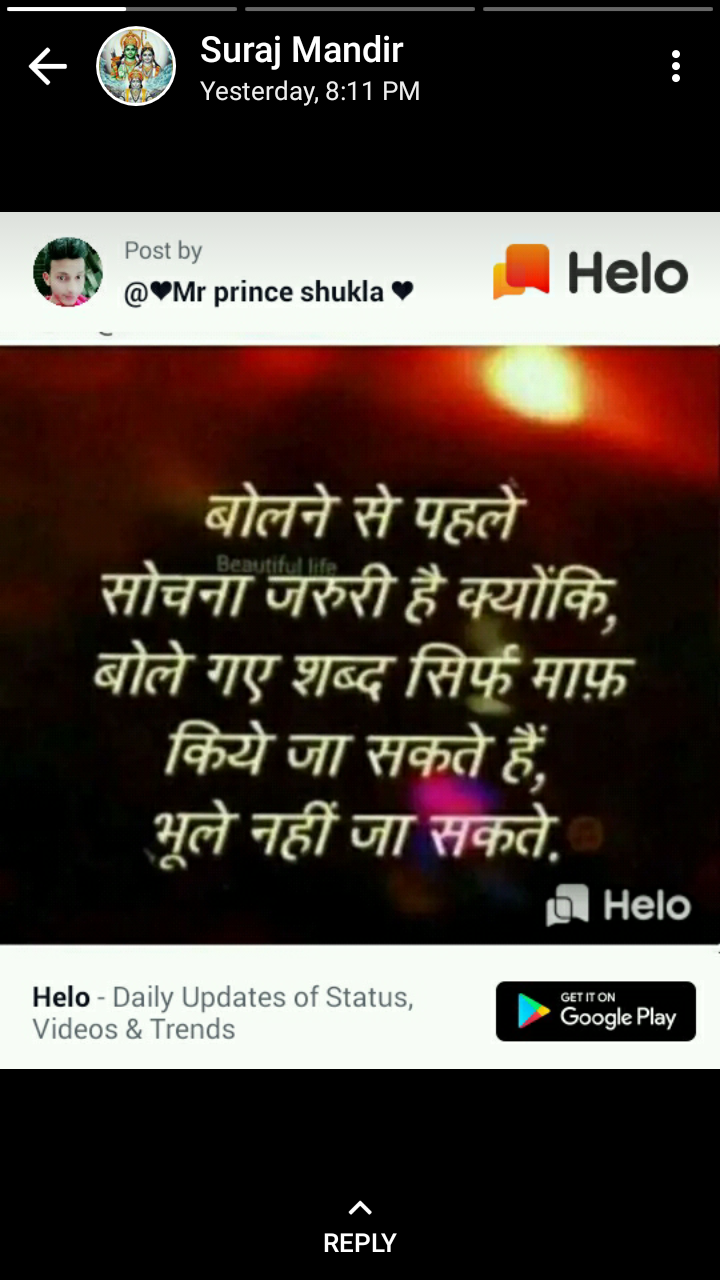 Suraj Mandir
Yesterday, 8:11 PM
Post by
@♥Mr prince shukla ♥
Helo
बोलने से पहले
Beautiful life
सोचना जरुरी है क्योंकि,
बोले गए शब्द सिर्फ माफ़
किये जा सकते हैं,
भूले नहीं जा सकते.
Helo
Helo - Daily Updates of Status,
Videos & Trends
GET IT ON
Google Play
REPLY